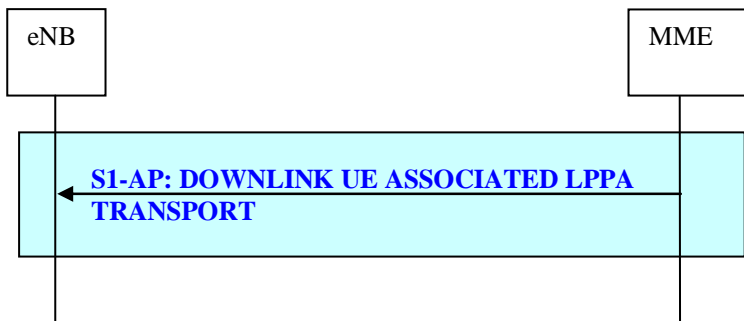 eNB
MME
S1-AP: DOWNLINK UE ASSOCIATED LPPA
TRANSPORT